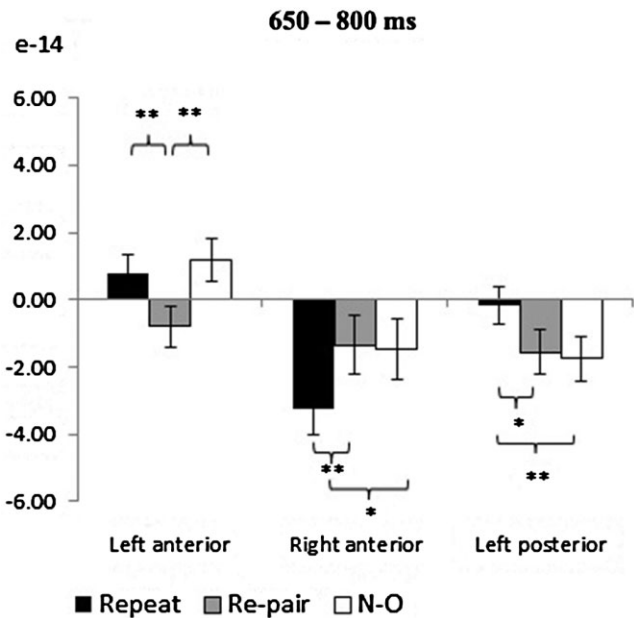 650 – 800 ms
e-14
6.00
** **
4.00
2.00
0.00
-2.00
*
-4.00
** **
*
-6.00
Left anterior Right anterior Left posterior
Repeat Re-pair N-O